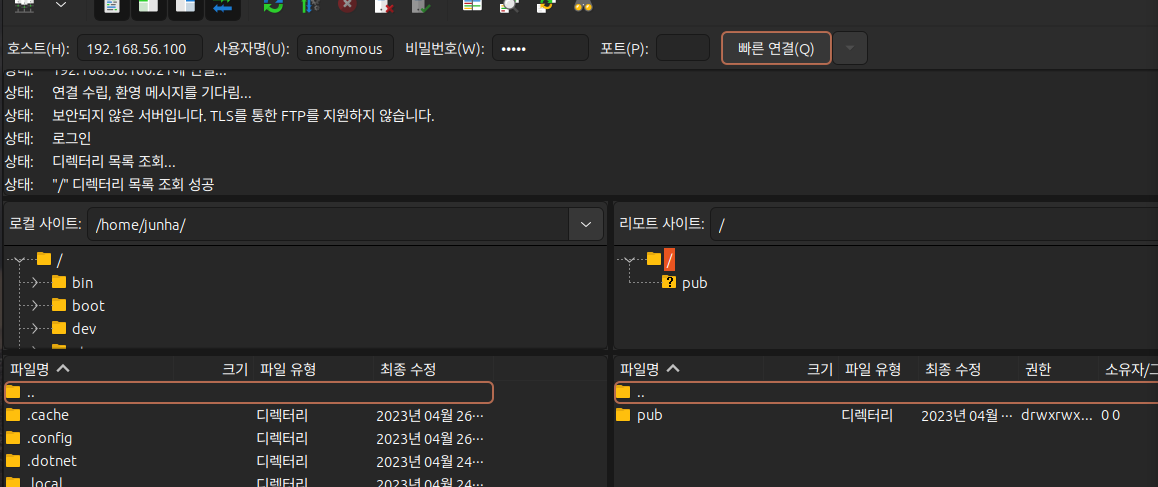 호스트(H): 192.168.56.100 사용자명(U): anonymous 비밀번호(W): ••••• 포트(P): 빠른 연결(Q)
상태: 192.168.56.100:21에 연결...
상태: 연결 수립, 환영 메시지를 기다림...
상태: 보안되지 않은 서버입니다. TLS를 통한 FTP를 지원하지 않습니다.
상태: 로그인
상태: 디렉터리 목록 조회...
상태: "/" 디렉터리 목록 조회 성공
로컬 사이트: /home/junha/ 리모트 사이트: /
/
bin
boot
dev
/
? pub
파일명 크기 파일 유형 최종 수정
..
.cache 디렉터리 2023년 04월 26···
.config 디렉터리 2023년 04월 26···
.dotnet 디렉터리 2023년 04월 24···
.local 디렉터리 2023년 04월 24···
파일명 크기 파일 유형 최종 수정 권한 소유자/그
..
pub 디렉터리 2023년 04월 ··· drwxrwx... 0 0